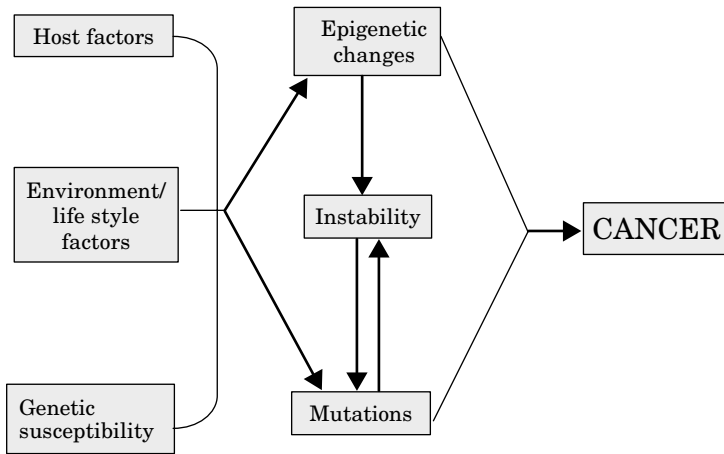 Host factors
Environment/
life style
factors
Genetic
susceptibility
Epigenetic
changes
Instability
Mutations
CANCER